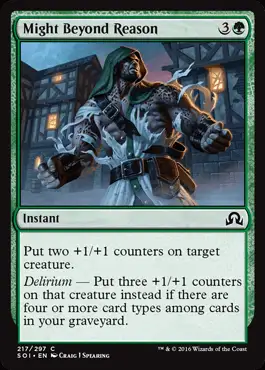 Might Beyond Reason 3
Instant
Put two +1/+1 counters on target
creature.
Delirium — Put three +1/+1 counters
on that creature instead if there are
four or more card types among cards
in your graveyard.
217/297 C
SOI • EN Craig J Spearing
™ & © 2016 Wizards of the Coast